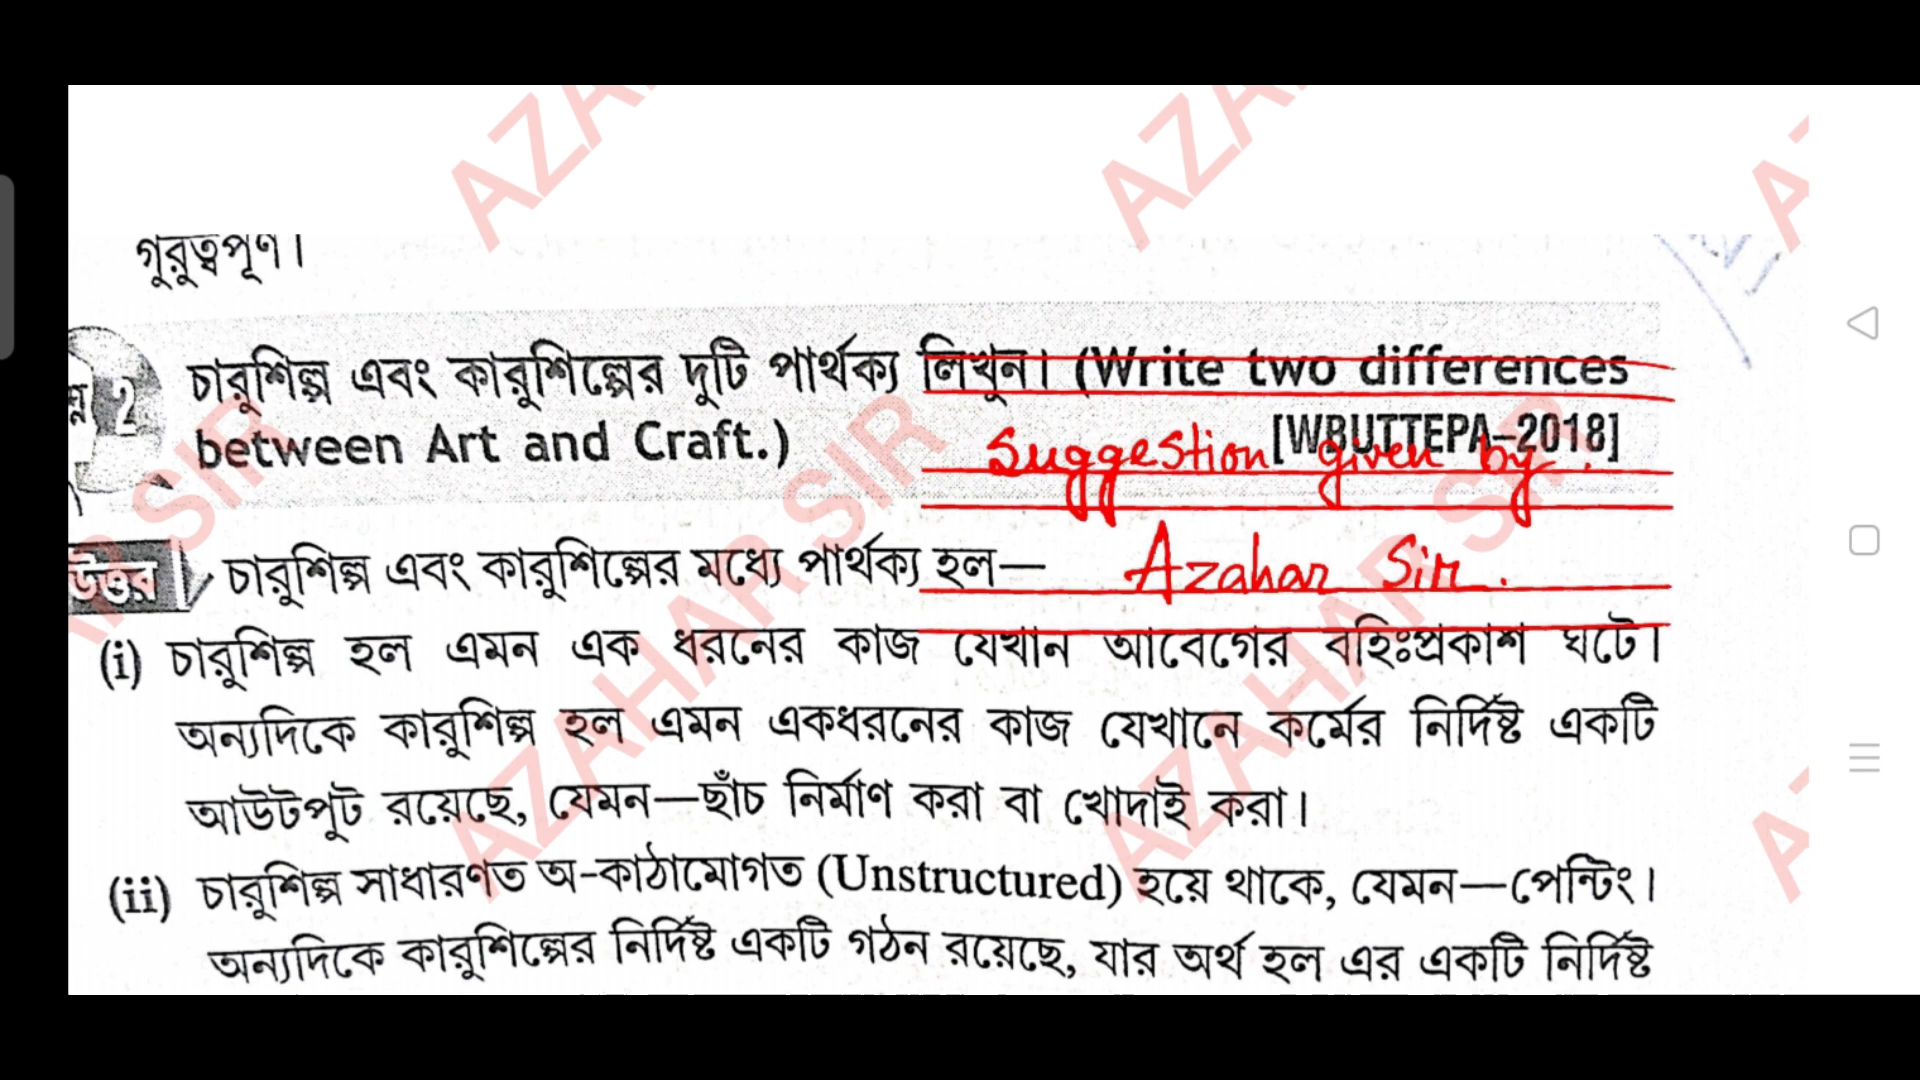 গুরুত্বপূর্ণ।
2 চারুশিল্প এবং কারুশিল্পের দুটি পার্থক্য লিখুন। (Write two differences
between Art and Craft.) [WBUTTEPA–2018]
Suggestion given by
উত্তর চারুশিল্প এবং কারুশিল্পের মধ্যে পার্থক্য হল—
Azahar Sir.
(i) চারুশিল্প হল এমন এক ধরনের কাজ যেখান আবেগের বহিঃপ্রকাশ ঘটে।
অন্যদিকে কারুশিল্প হল এমন একধরনের কাজ যেখানে কর্মের নির্দিষ্ট একটি
আউটপুট রয়েছে, যেমন—ছাঁচ নির্মাণ করা বা খোদাই করা।
(ii) চারুশিল্প সাধারণত অ-কাঠামোগত (Unstructured) হয়ে থাকে, যেমন—পেন্টিং।
অন্যদিকে কারুশিল্পের নির্দিষ্ট একটি গঠন রয়েছে, যার অর্থ হল এর একটি নির্দিষ্ট
AZAHAR SIR